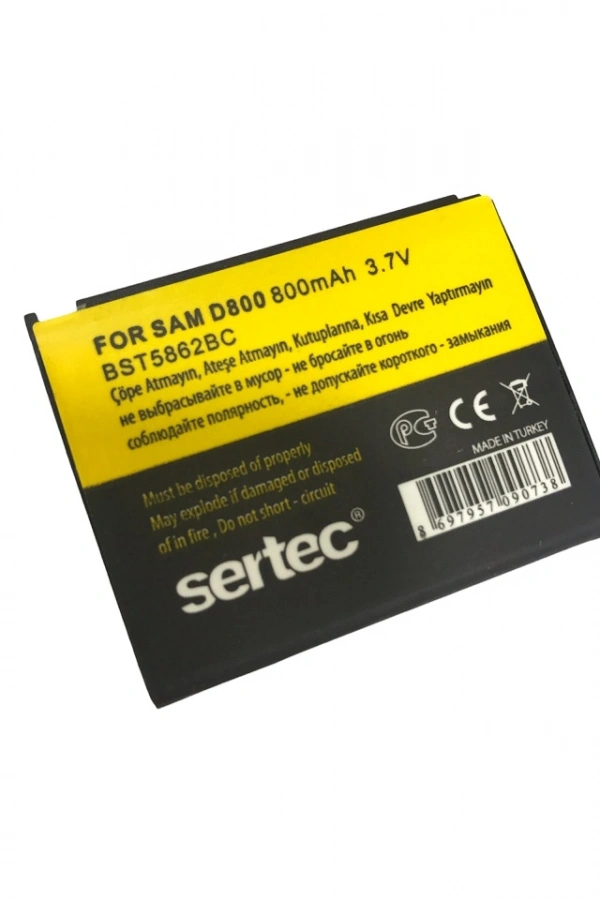 FOR SAM D800 800mAh 3.7V
BST5862BC
Çöpe Atmayın, Ateşe Atmayın, Kutuplarına, Kısa Devre Yaptırmayın
не выбрасывайте в мусор - не бросайте в огонь
соблюдайте полярность, - не допускайте короткого - замыкания
PG CE
MADE IN TURKEY
Must be disposed of properly
May explode if damaged or disposed
of in fire , Do not short - circuit
sertec®
8 697957 090738